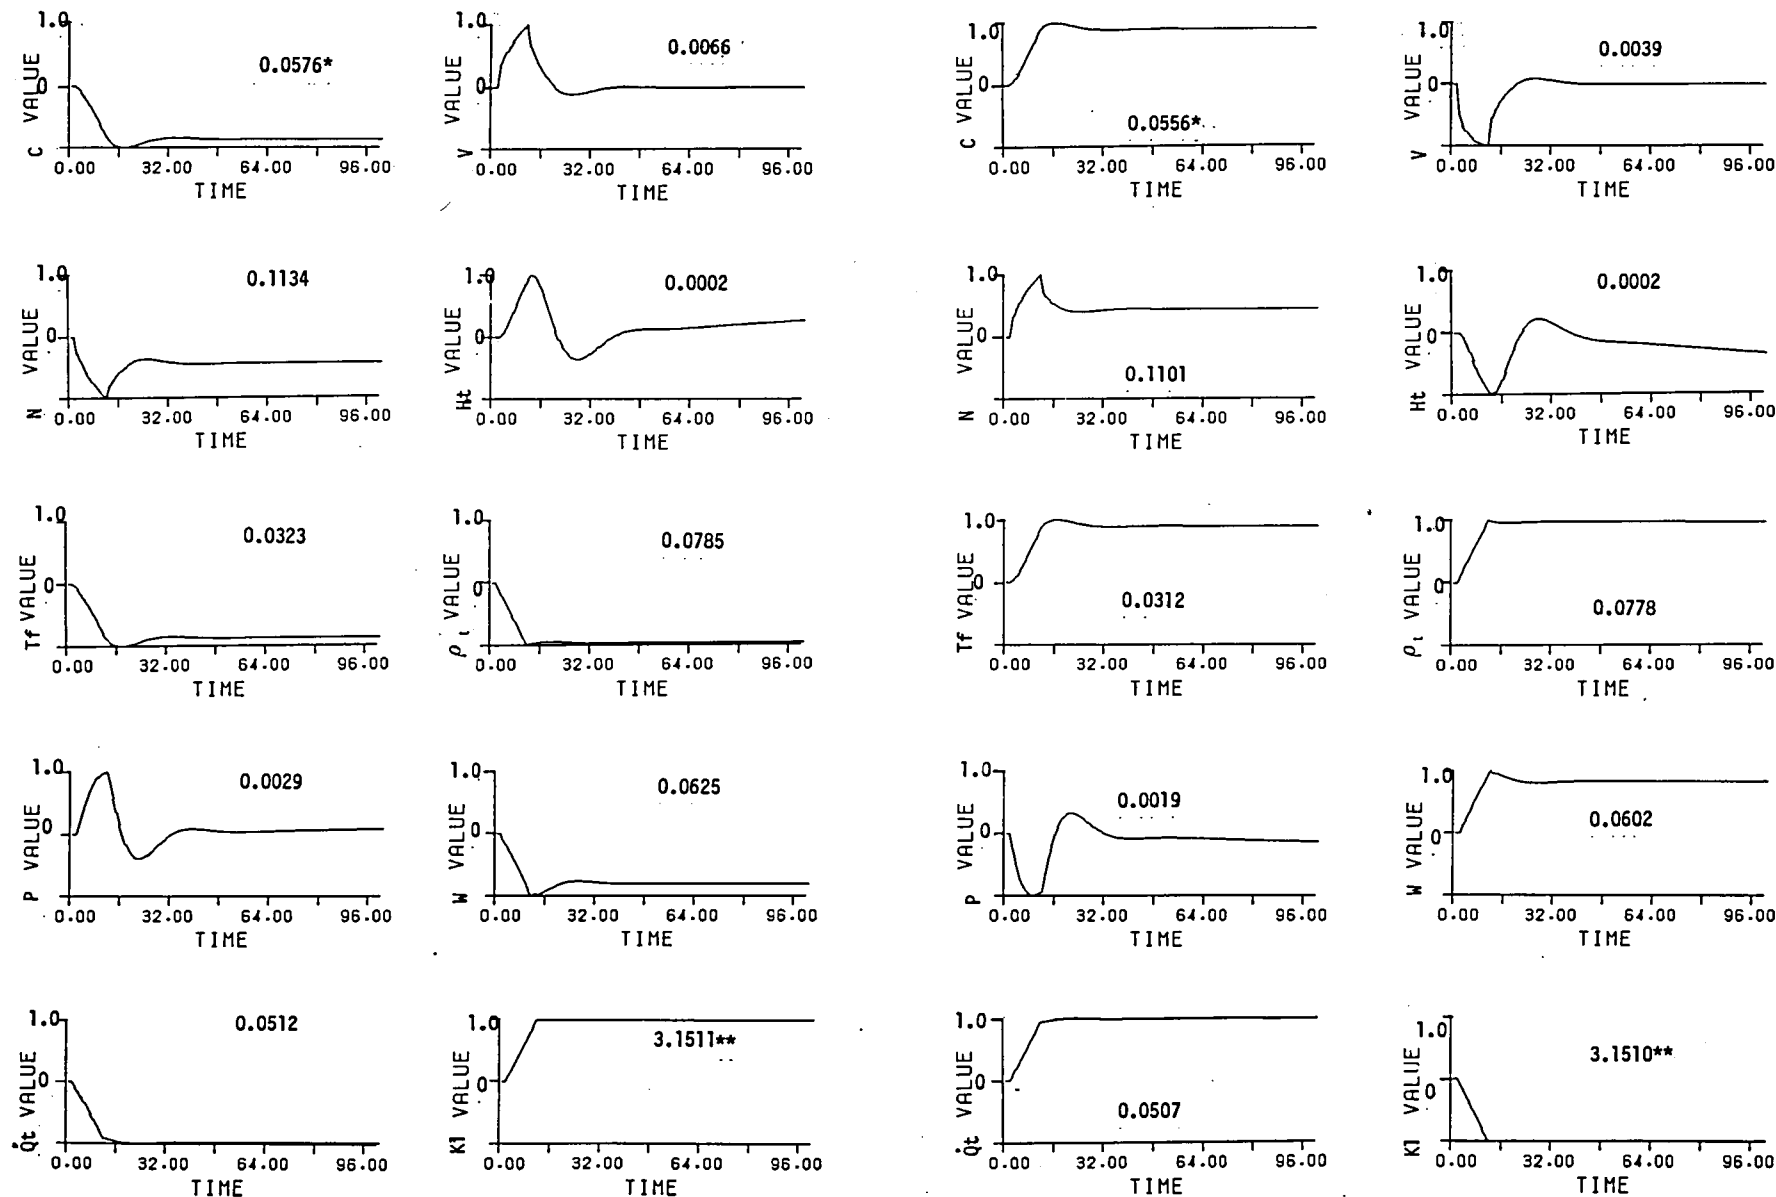 1.0
C VALUE
0
0.0576*
0.00 32.00 64.00 96.00
TIME
1.0
V VALUE
0
0.0066
0.00 32.00 64.00 96.00
TIME
1.0
C VALUE
0
0.0556*
0.00 32.00 64.00 96.00
TIME
1.0
V VALUE
0
0.0039
0.00 32.00 64.00 96.00
TIME
1.0
N VALUE
0
0.1134
0.00 32.00 64.00 96.00
TIME
1.0
Ht VALUE
0
0.0002
0.00 32.00 64.00 96.00
TIME
1.0
N VALUE
0
0.1101
0.00 32.00 64.00 96.00
TIME
1.0
Ht VALUE
0
0.0002
0.00 32.00 64.00 96.00
TIME
1.0
Tf VALUE
0
0.0323
0.00 32.00 64.00 96.00
TIME
1.0
ρt VALUE
0
0.0785
0.00 32.00 64.00 96.00
TIME
1.0
Tf VALUE
0
0.0312
0.00 32.00 64.00 96.00
TIME
1.0
ρt VALUE
0
0.0778
0.00 32.00 64.00 96.00
TIME
1.0
P VALUE
0
0.0029
0.00 32.00 64.00 96.00
TIME
1.0
W VALUE
0
0.0625
0.00 32.00 64.00 96.00
TIME
1.0
P VALUE
0
0.0019
0.00 32.00 64.00 96.00
TIME
1.0
W VALUE
0
0.0602
0.00 32.00 64.00 96.00
TIME
1.0
Q̇t VALUE
0
0.0512
0.00 32.00 64.00 96.00
TIME
1.0
K1 VALUE
0
3.1511**
0.00 32.00 64.00 96.00
TIME
1.0
Q̇t VALUE
0
0.0507
0.00 32.00 64.00 96.00
TIME
1.0
K1 VALUE
0
3.1510**
0.00 32.00 64.00 96.00
TIME